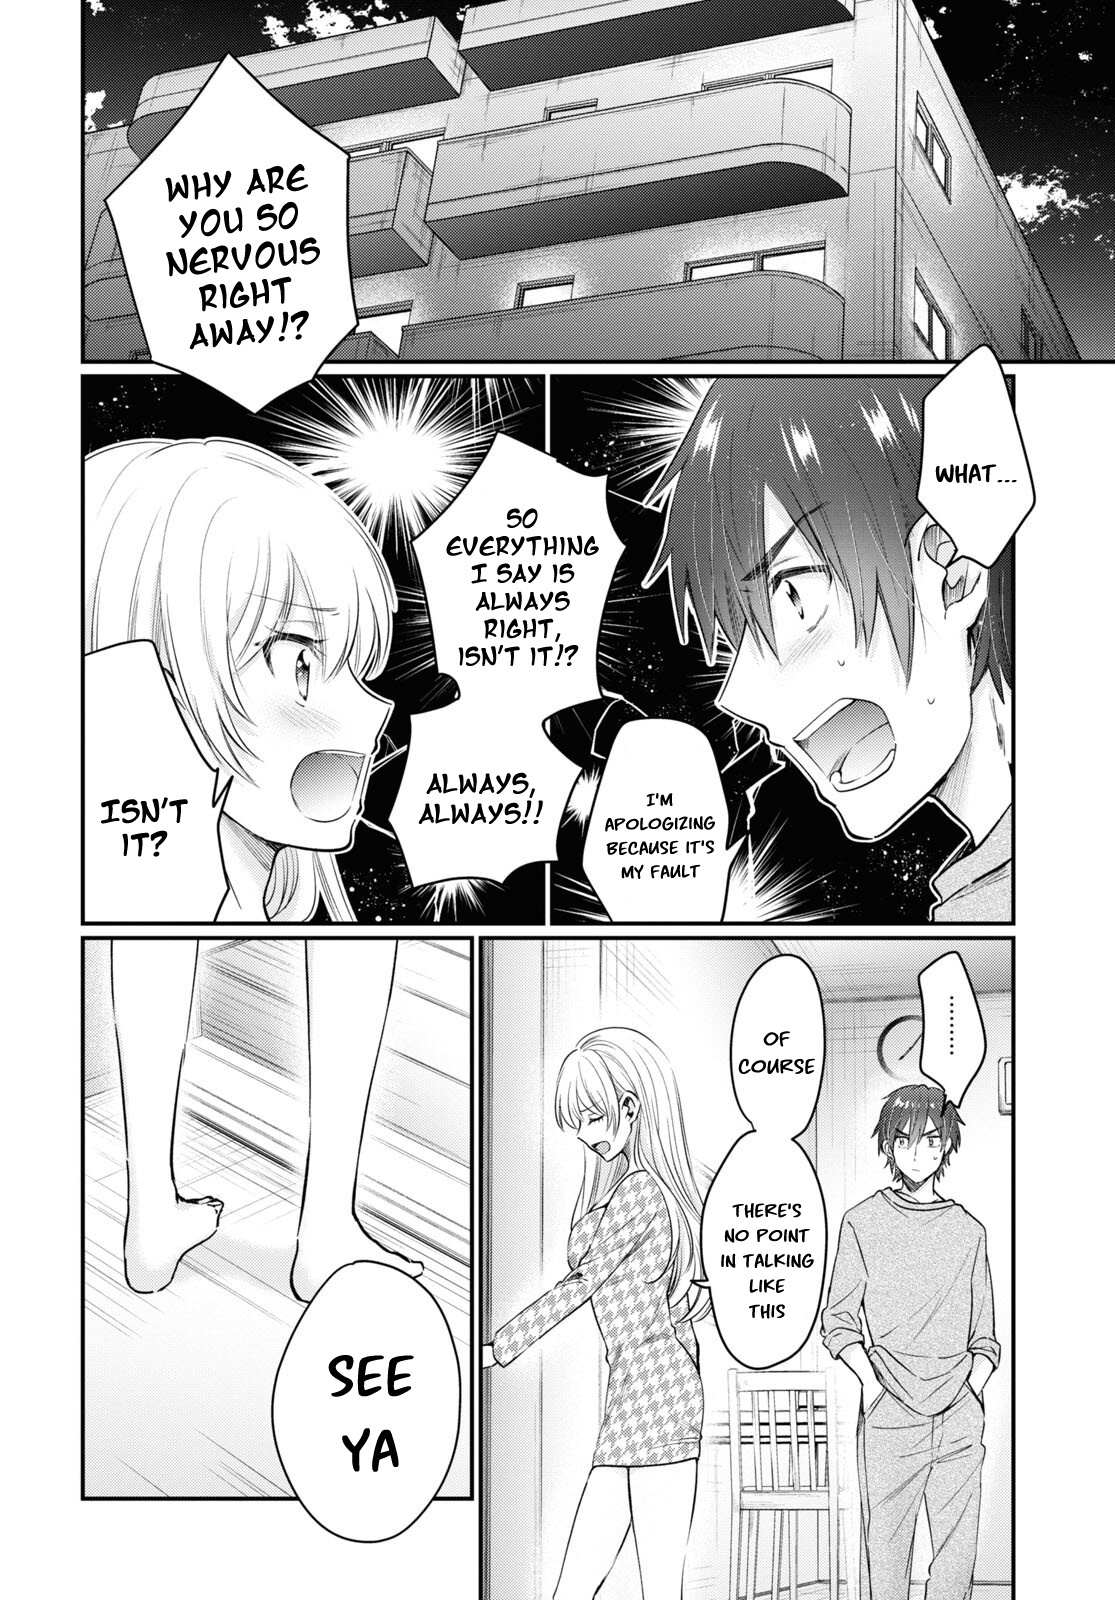 WHY ARE
YOU SO
NERVOUS
RIGHT
AWAY!?
WHAT...
SO
EVERYTHING
I SAY IS
ALWAYS
RIGHT,
ISN'T IT!?
I'M
APOLOGIZING
BECAUSE IT'S
MY FAULT
ALWAYS,
ALWAYS!!
ISN'T
IT?
.........
OF
COURSE
THERE'S
NO POINT
IN TALKING
LIKE
THIS
SEE
YA